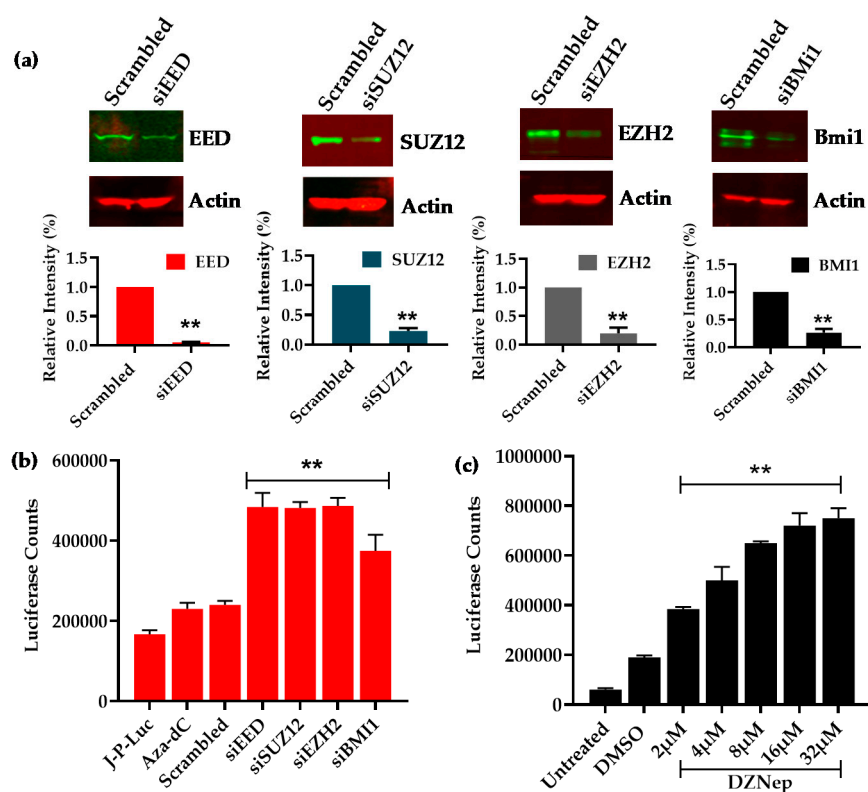 (a)
Scrambled siEED
EED
Actin
Relative Intensity (%)
1.5
1.0
0.5
0.0
EED
**
Scrambled
siEED
Scrambled siSUZ12
SUZ12
Actin
Relative Intensity (%)
1.5
1.0
0.5
0.0
SUZ12
**
Scrambled
siSUZ12
Scrambled siEZH2
EZH2
Actin
Relative Intensity (%)
1.5
1.0
0.5
0.0
EZH2
**
Scrambled
siEZH2
Scrambled siBMi1
Bmi1
Actin
Relative Intensity (%)
1.5
1.0
0.5
0.0
BMI1
**
Scrambled
siBMI1
(b)
Luciferase Counts
600000
400000
200000
0
**
J-P-Luc
Aza-dC
Scrambled
siEED
siSUZ12
siEZH2
siBMI1
(c)
Luciferase Counts
1000000
800000
600000
400000
200000
0
**
Untreated
DMSO
2µM
4µM
8µM
16µM
32µM
DZNep